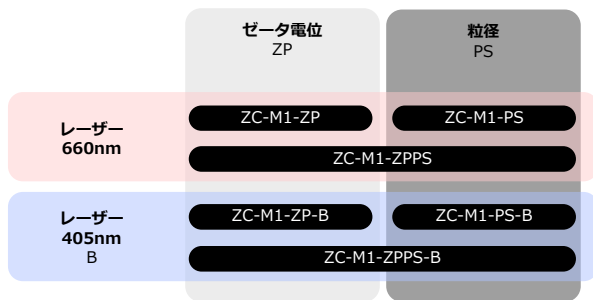 ゼータ電位
ZP
粒径
PS
レーザー
660nm
ZC-M1-ZP
ZC-M1-PS
ZC-M1-ZPPS
レーザー
405nm
B
ZC-M1-ZP-B
ZC-M1-PS-B
ZC-M1-ZPPS-B